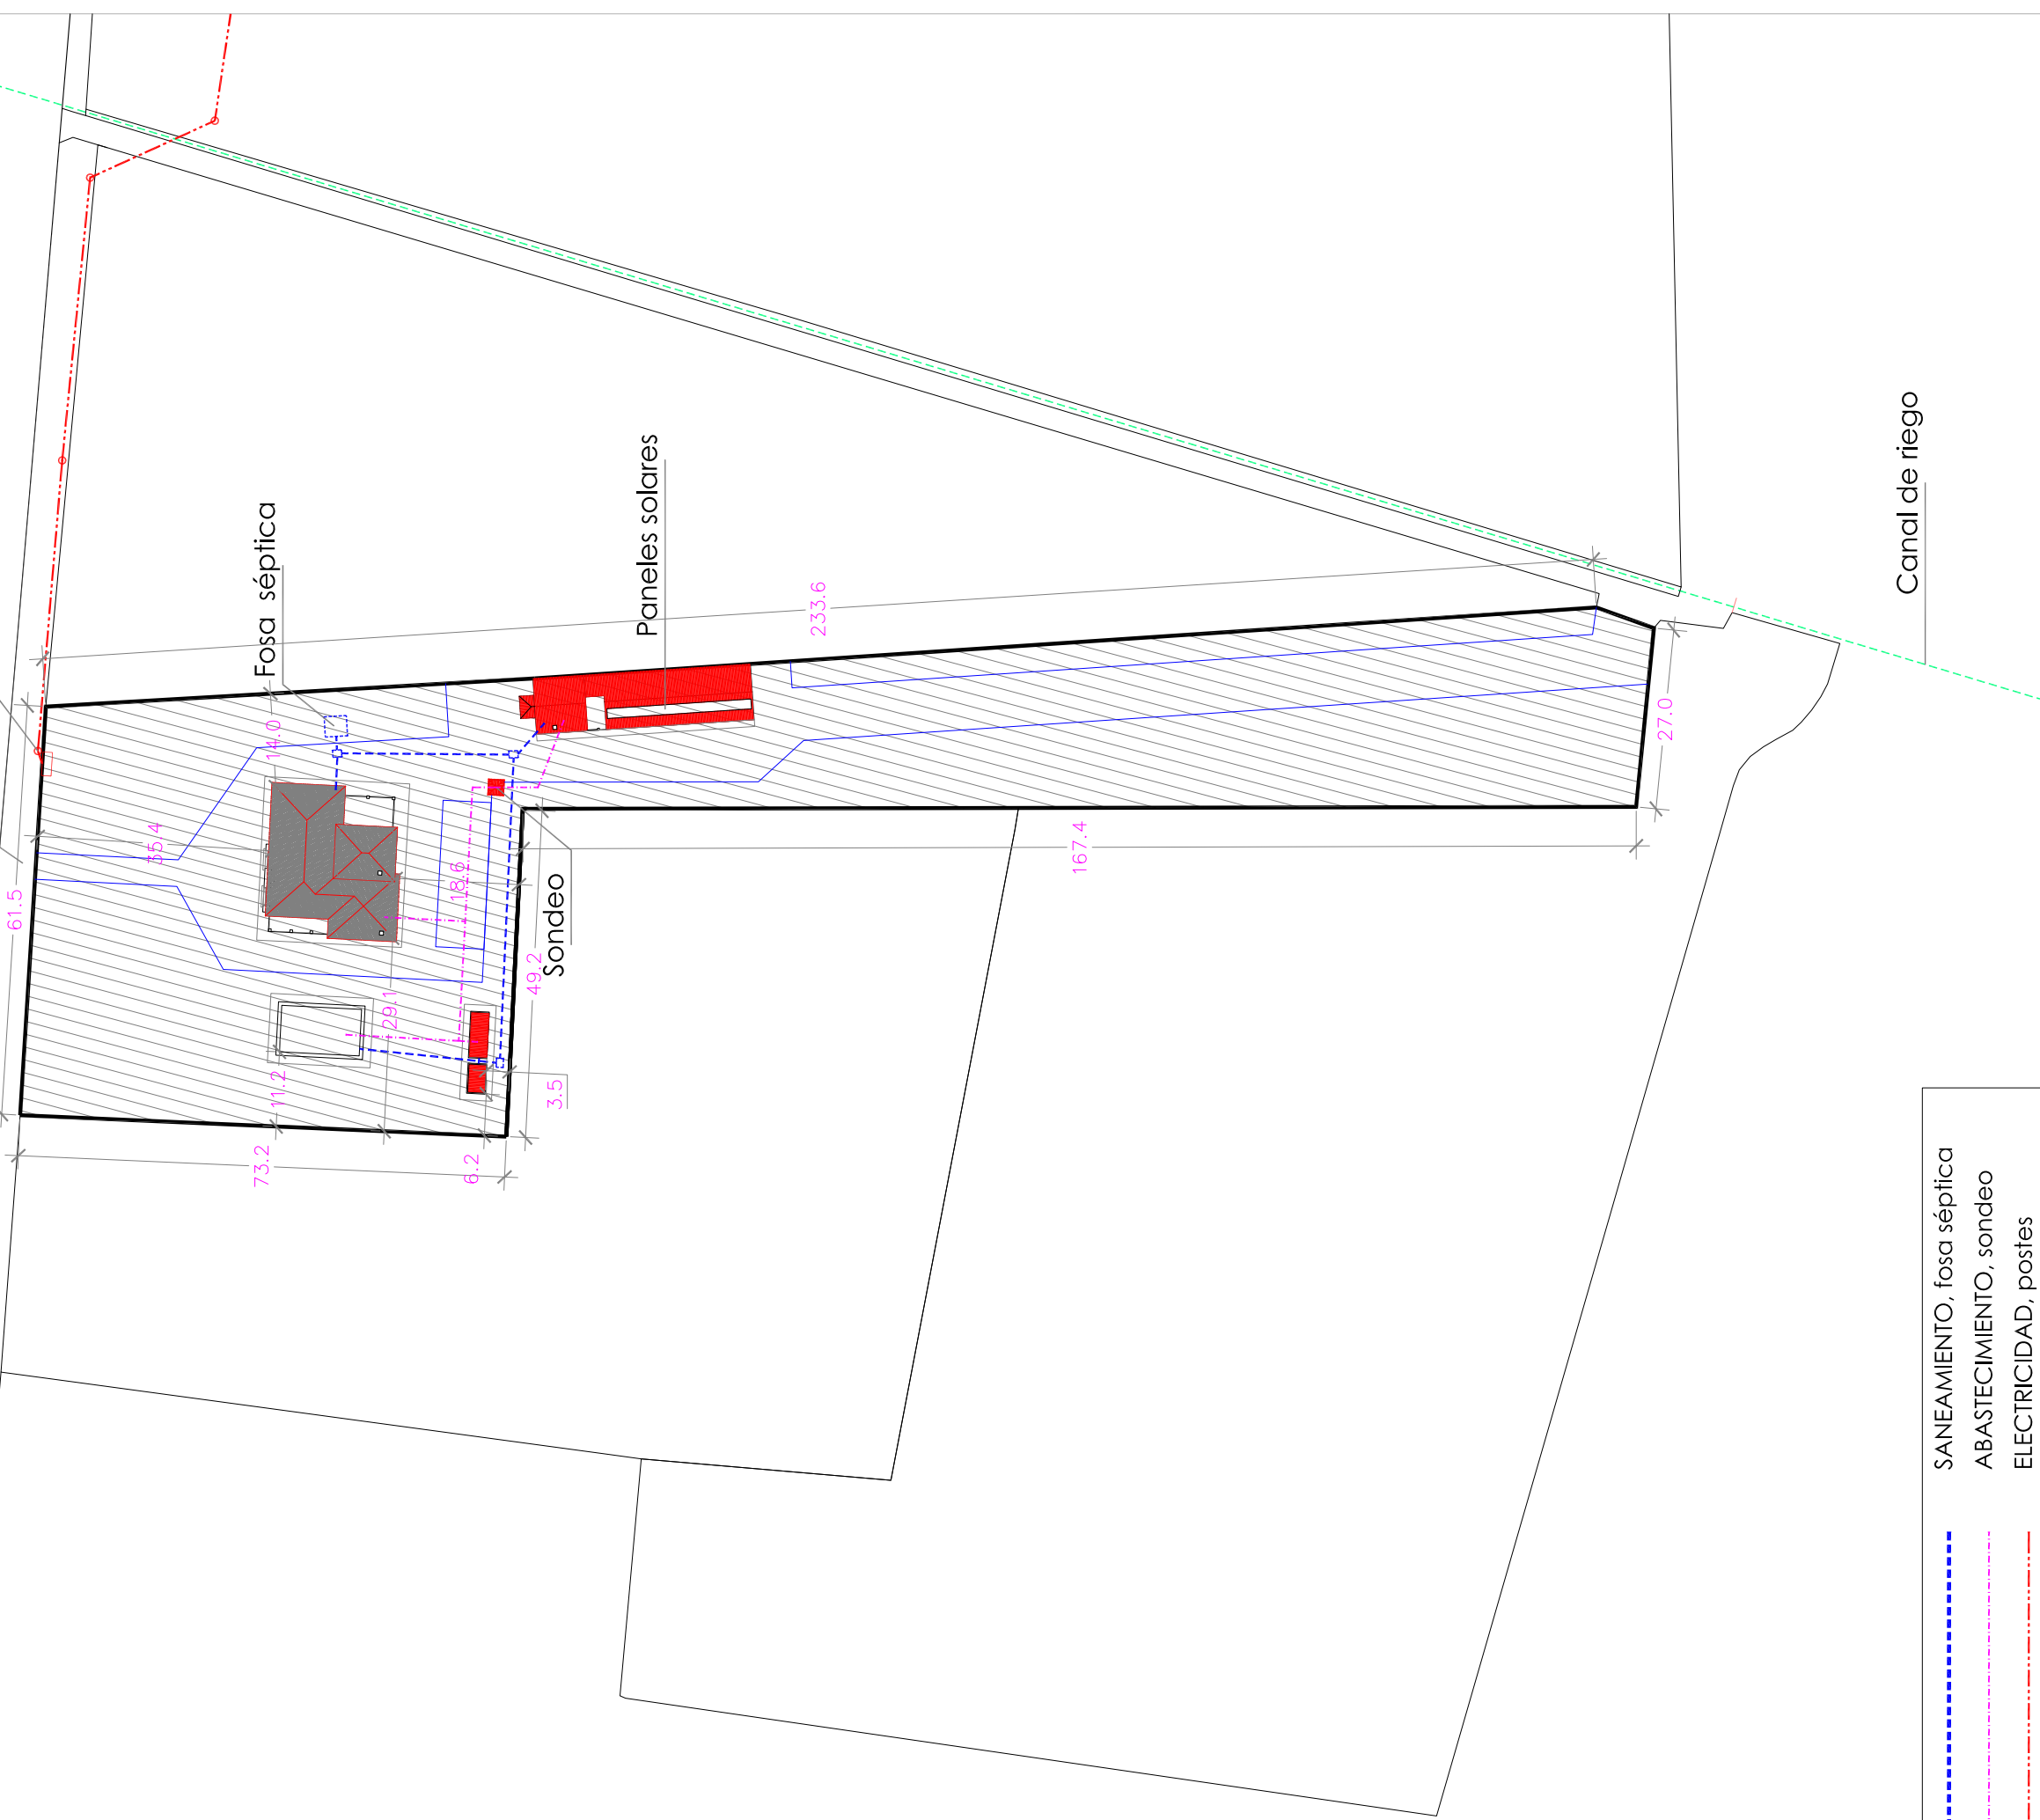 Fosa séptica
Paneles solares
Canal de riego
233.6
14.0
27.0
35.4
167.4
61.5
18.6
Sondeo
49.2
29.1
11.2
3.5
73.2
6.2
SANEAMIENTO, fosa séptica
ABASTECIMIENTO, sondeo
ELECTRICIDAD, postes